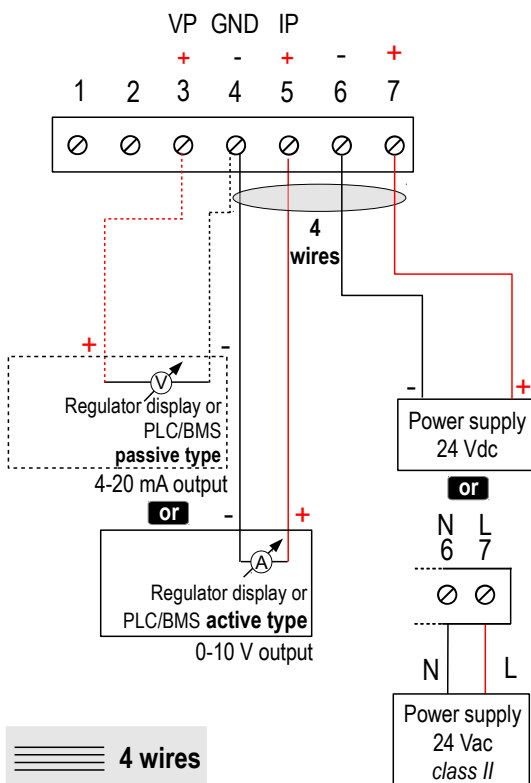 VP GND IP
+ - + - +
1 2 3 4 5 6 7
4
wires
+ -
V
Regulator display or
PLC/BMS
passive type
4-20 mA output
or
- +
A
Regulator display or
PLC/BMS active type
0-10 V output
- +
Power supply
24 Vdc
or
N L
6 7
N L
Power supply
24 Vac
class II
4 wires